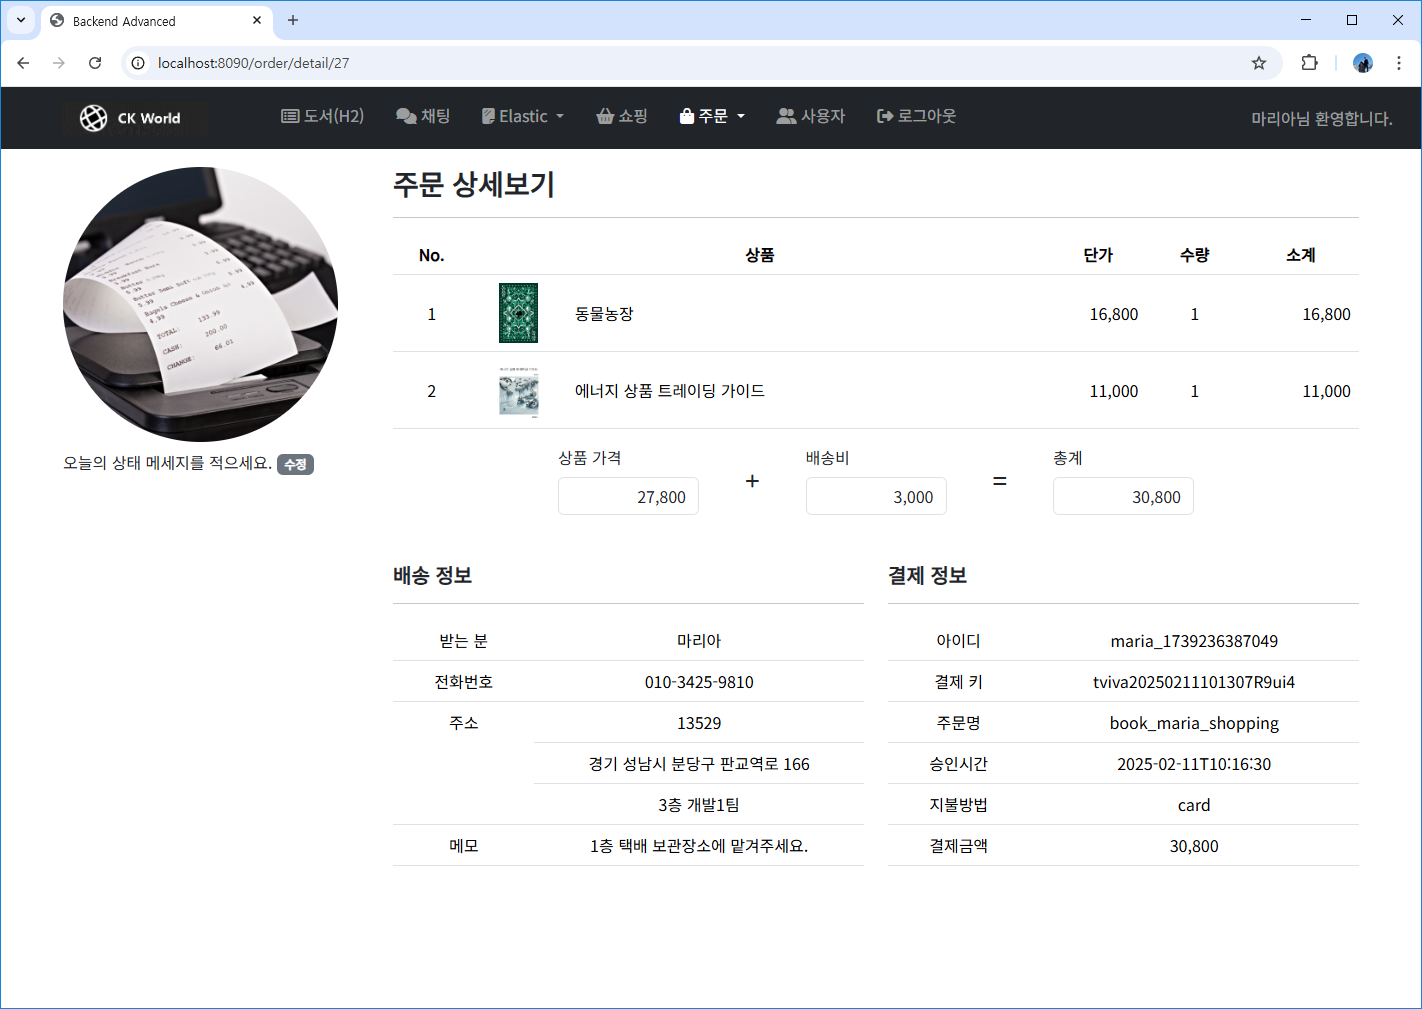 Backend Advanced
localhost:8090/order/detail/27
CK World
도서(H2)
채팅
Elastic
쇼핑
주문
사용자
로그아웃
마리아님 환영합니다.
TOTAL: 133.99
CASH: 200.00
CHANGE: 66.01
오늘의 상태 메세지를 적으세요. 수정
주문 상세보기
No. 상품 단가 수량 소계
1 동물농장 16,800 1 16,800
2 에너지 상품 트레이딩 가이드 11,000 1 11,000
상품 가격 배송비 총계
27,800 + 3,000 = 30,800
배송 정보
받는 분 마리아
전화번호 010-3425-9810
주소 13529
경기 성남시 분당구 판교역로 166
3층 개발1팀
메모 1층 택배 보관장소에 맡겨주세요.
결제 정보
아이디 maria_1739236387049
결제 키 tviva20250211101307R9ui4
주문명 book_maria_shopping
승인시간 2025-02-11T10:16:30
지불방법 card
결제금액 30,800